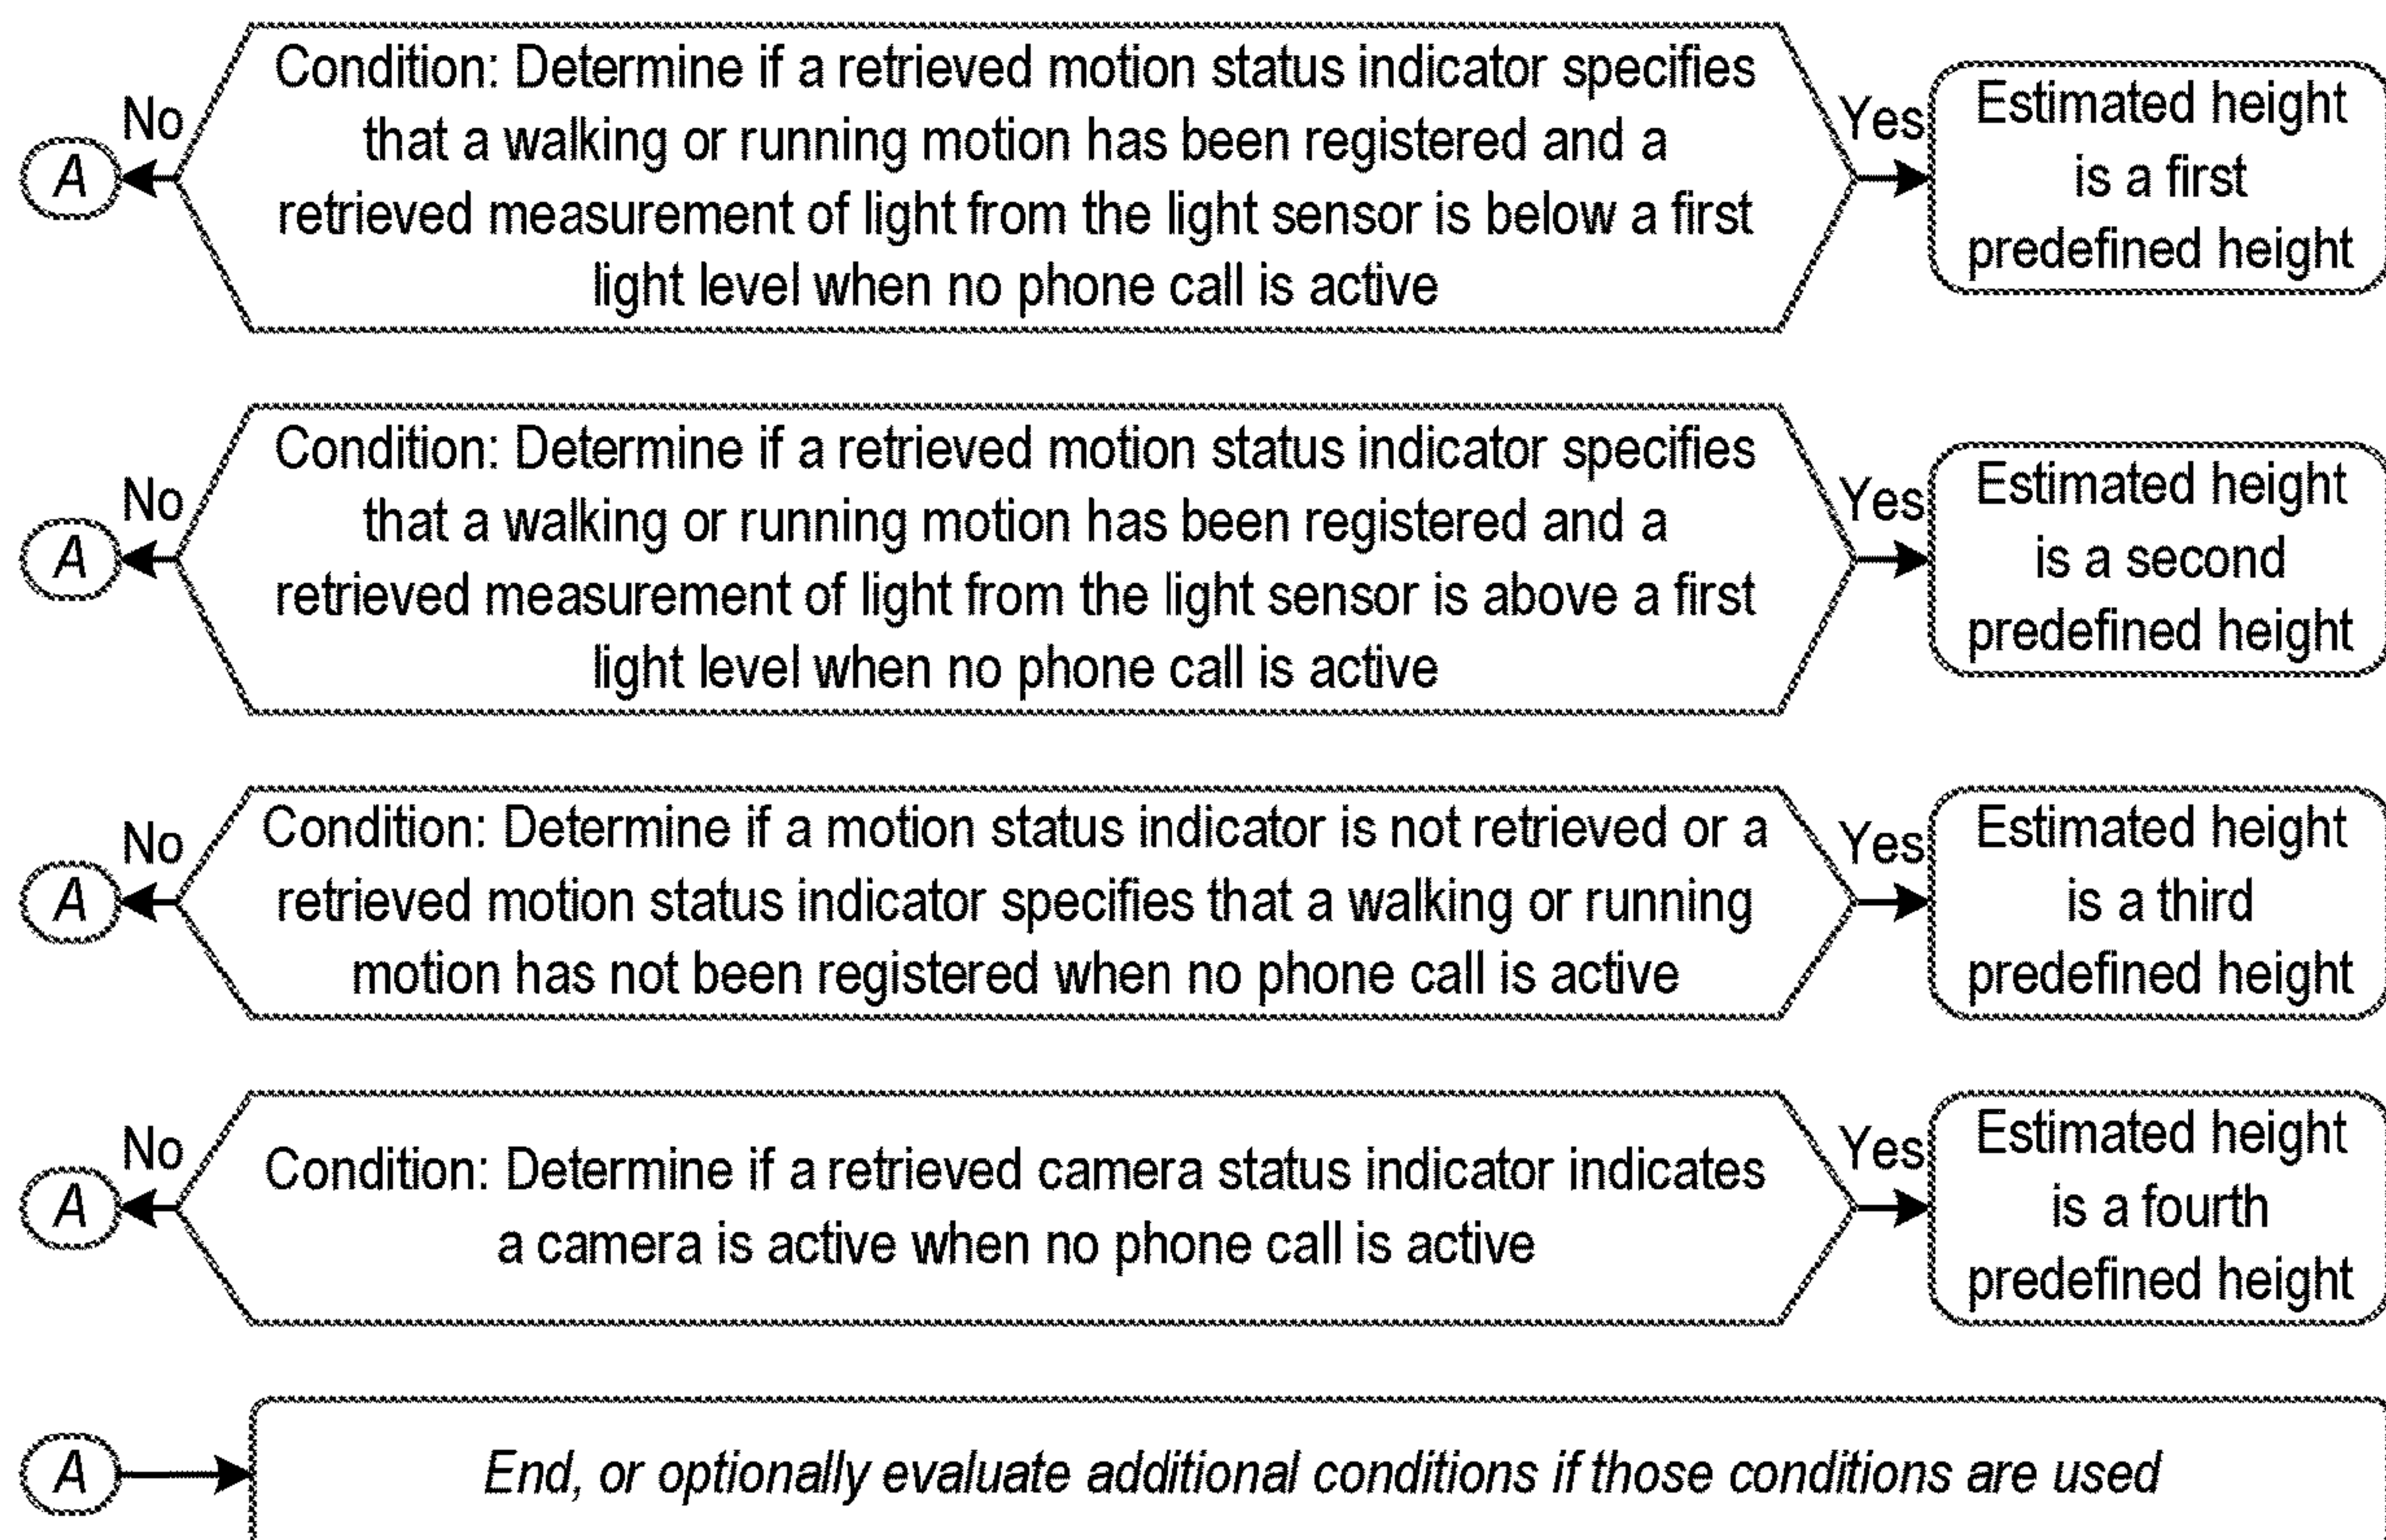 No
A
Condition: Determine if a retrieved motion status indicator specifies
that a walking or running motion has been registered and a
retrieved measurement of light from the light sensor is below a first
light level when no phone call is active
Yes
Estimated height
is a first
predefined height
No
A
Condition: Determine if a retrieved motion status indicator specifies
that a walking or running motion has been registered and a
retrieved measurement of light from the light sensor is above a first
light level when no phone call is active
Yes
Estimated height
is a second
predefined height
No
A
Condition: Determine if a motion status indicator is not retrieved or a
retrieved motion status indicator specifies that a walking or running
motion has not been registered when no phone call is active
Yes
Estimated height
is a third
predefined height
No
A
Condition: Determine if a retrieved camera status indicator indicates
a camera is active when no phone call is active
Yes
Estimated height
is a fourth
predefined height
A
End, or optionally evaluate additional conditions if those conditions are used